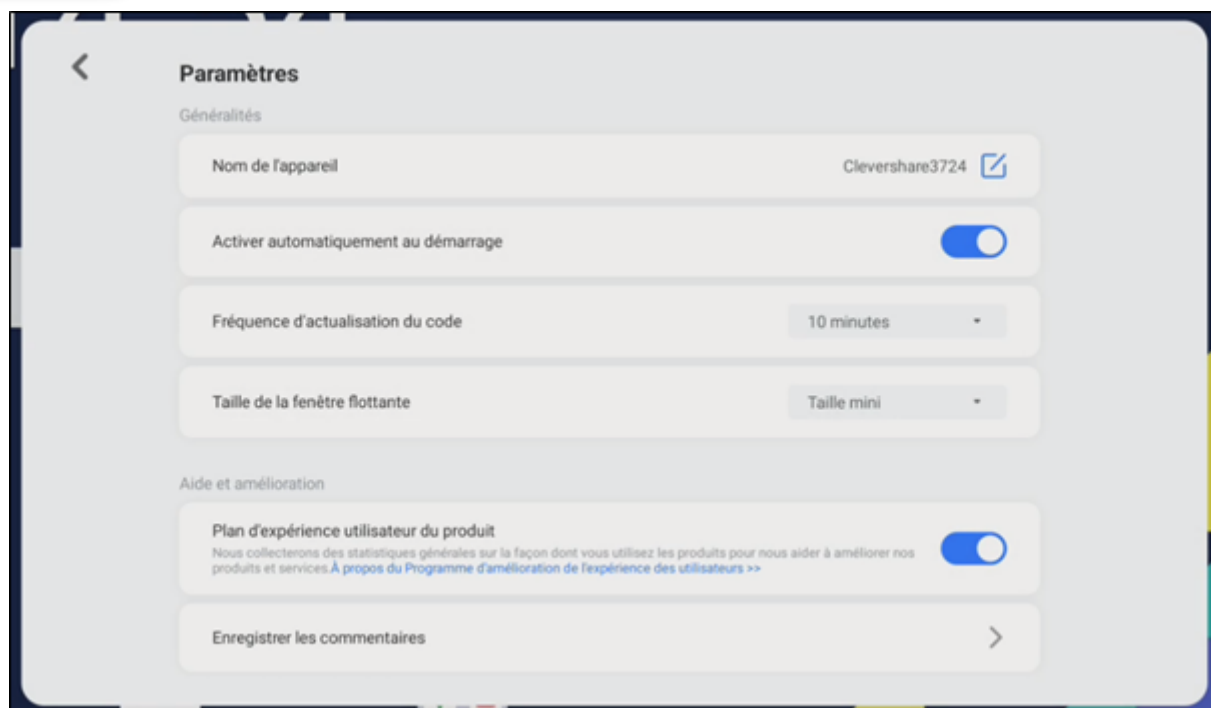 Paramètres
Généralités
Nom de l'appareil
Clevershare3724
Activer automatiquement au démarrage
Fréquence d'actualisation du code
10 minutes
Taille de la fenêtre flottante
Taille mini
Aide et amélioration
Plan d'expérience utilisateur du produit
Nous collecterons des statistiques générales sur la façon dont vous utilisez les produits pour nous aider à améliorer nos
produits et services.À propos du Programme d'amélioration de l'expérience des utilisateurs >>
Enregistrer les commentaires